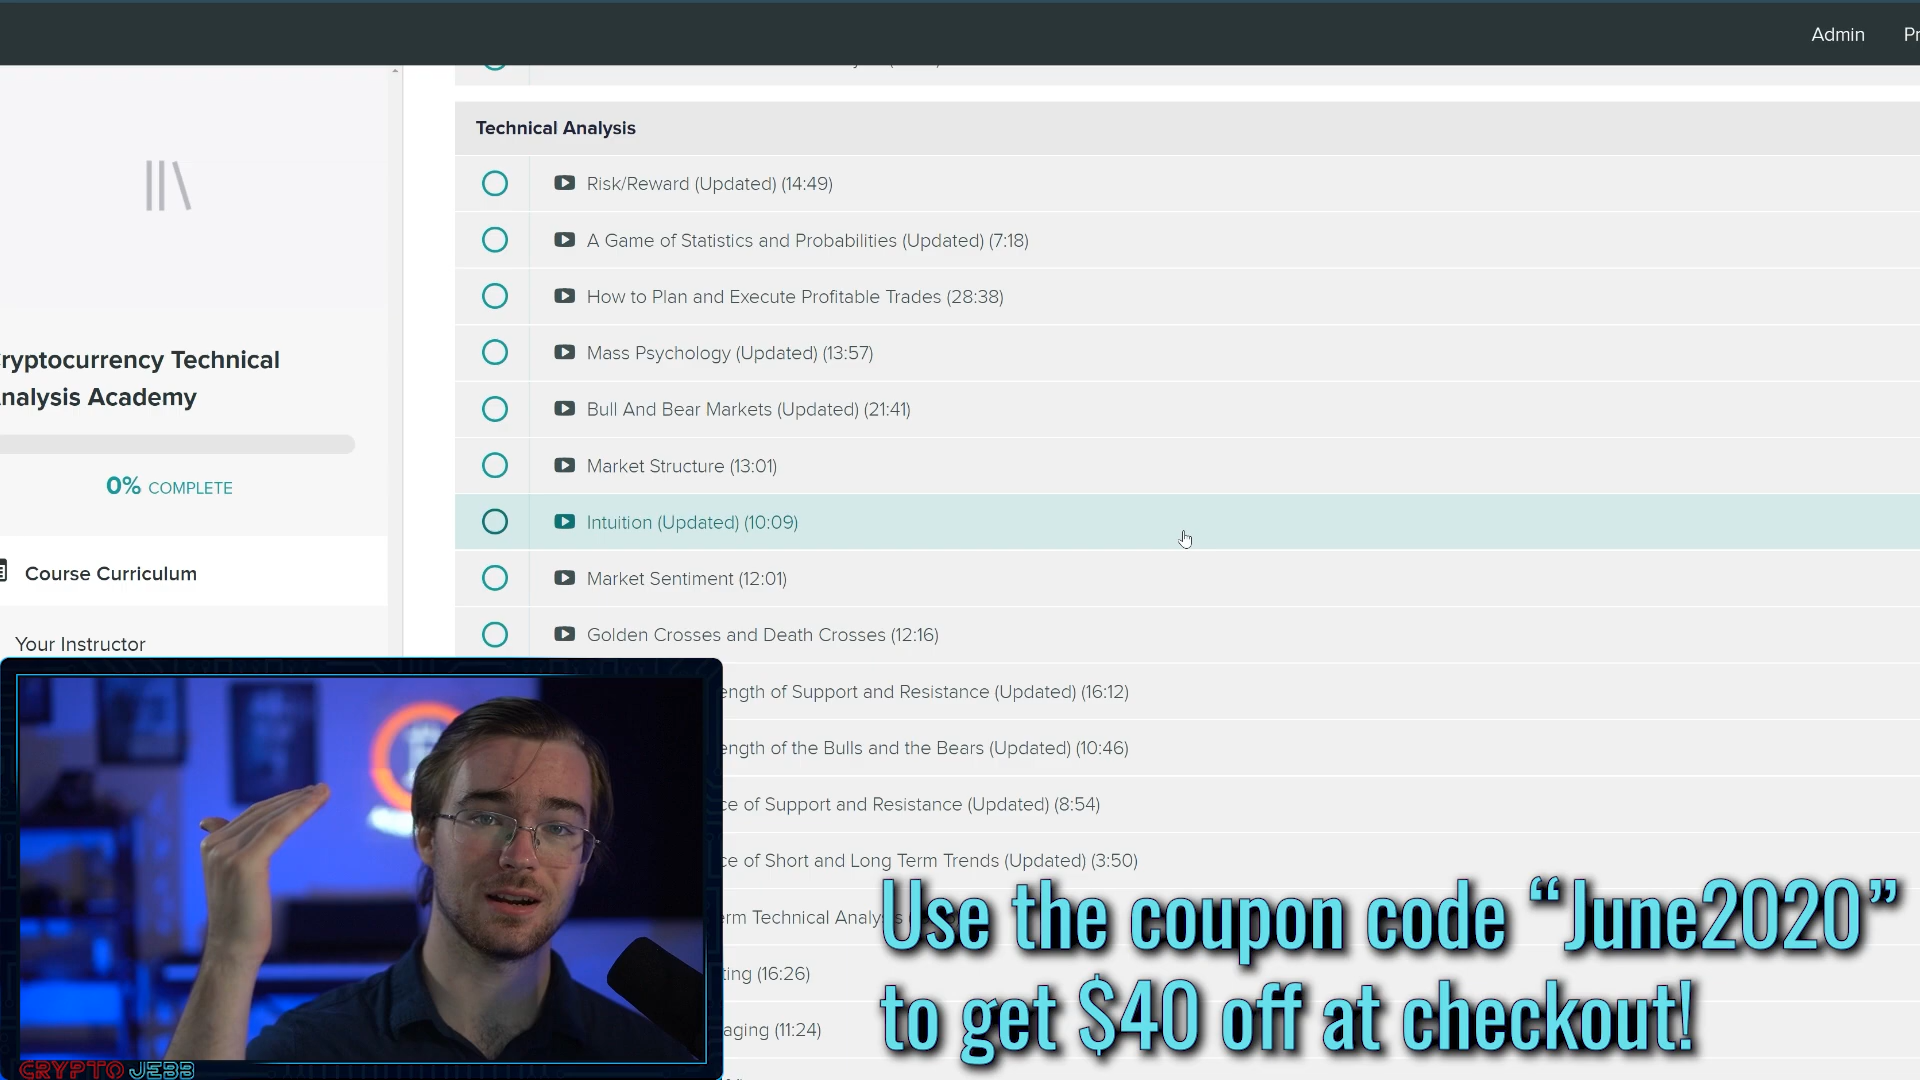 Admin
Technical Analysis
Risk/Reward (Updated) (14:49)
A Game of Statistics and Probabilities (Updated) (7:18)
How to Plan and Execute Profitable Trades (28:38)
Mass Psychology (Updated) (13:57)
Bull And Bear Markets (Updated) (21:41)
Market Structure (13:01)
Intuition (Updated) (10:09)
Market Sentiment (12:01)
Golden Crosses and Death Crosses (12:16)
ength of Support and Resistance (Updated) (16:12)
ength of the Bulls and the Bears (Updated) (10:46)
ce of Support and Resistance (Updated) (8:54)
ce of Short and Long Term Trends (Updated) (3:50)
erm Technical Analysis
ting (16:26)
aging (11:24)
ryptocurrency Technical
nalysis Academy
0% COMPLETE
Course Curriculum
Your Instructor
Use the coupon code “June2020”
to get $40 off at checkout!
CRYPTO JEBB